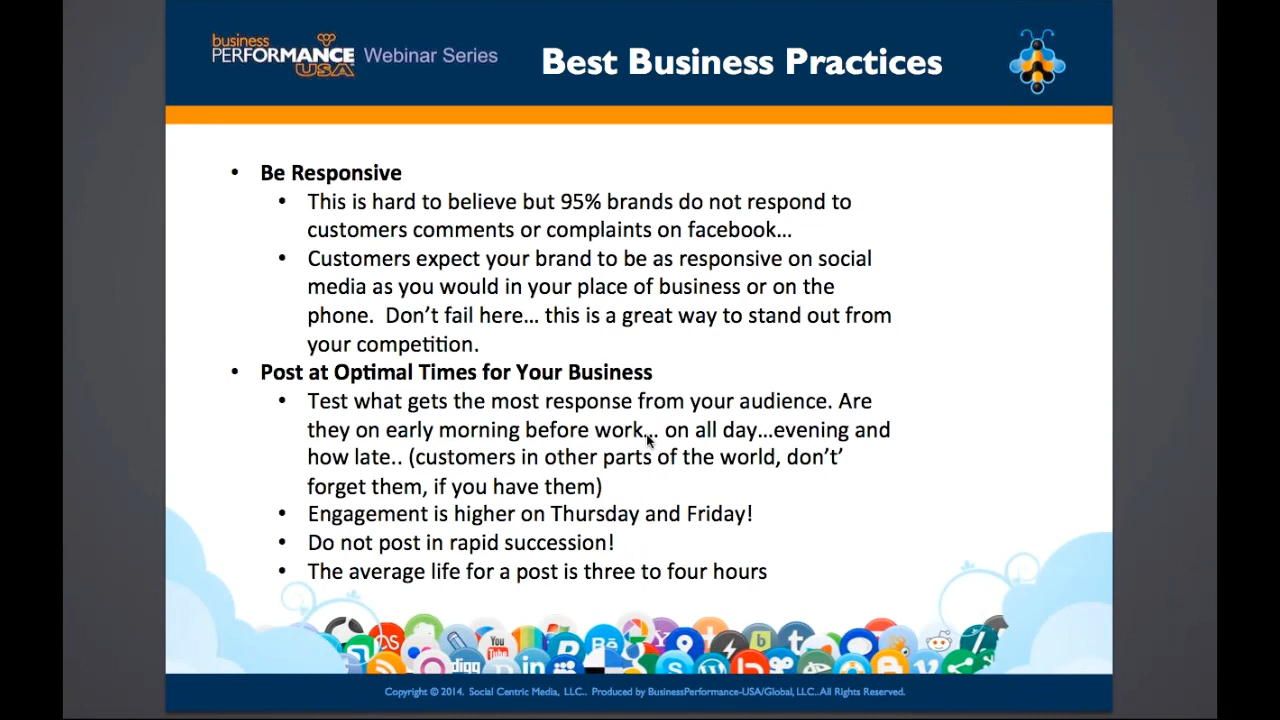 business
PERFORMANCE
USA
Webinar Series
Best Business Practices
• Be Responsive
• This is hard to believe but 95% brands do not respond to
customers comments or complaints on facebook...
• Customers expect your brand to be as responsive on social
media as you would in your place of business or on the
phone. Don’t fail here... this is a great way to stand out from
your competition.
• Post at Optimal Times for Your Business
• Test what gets the most response from your audience. Are
they on early morning before work... on all day...evening and
how late.. (customers in other parts of the world, don’t’
forget them, if you have them)
• Engagement is higher on Thursday and Friday!
• Do not post in rapid succession!
• The average life for a post is three to four hours
You
Tube
digg
in
Bē
Copyright © 2014. Social Centric Media, LLC.. Produced by BusinessPerformance-USA/Global, LLC..All Rights Reserved.